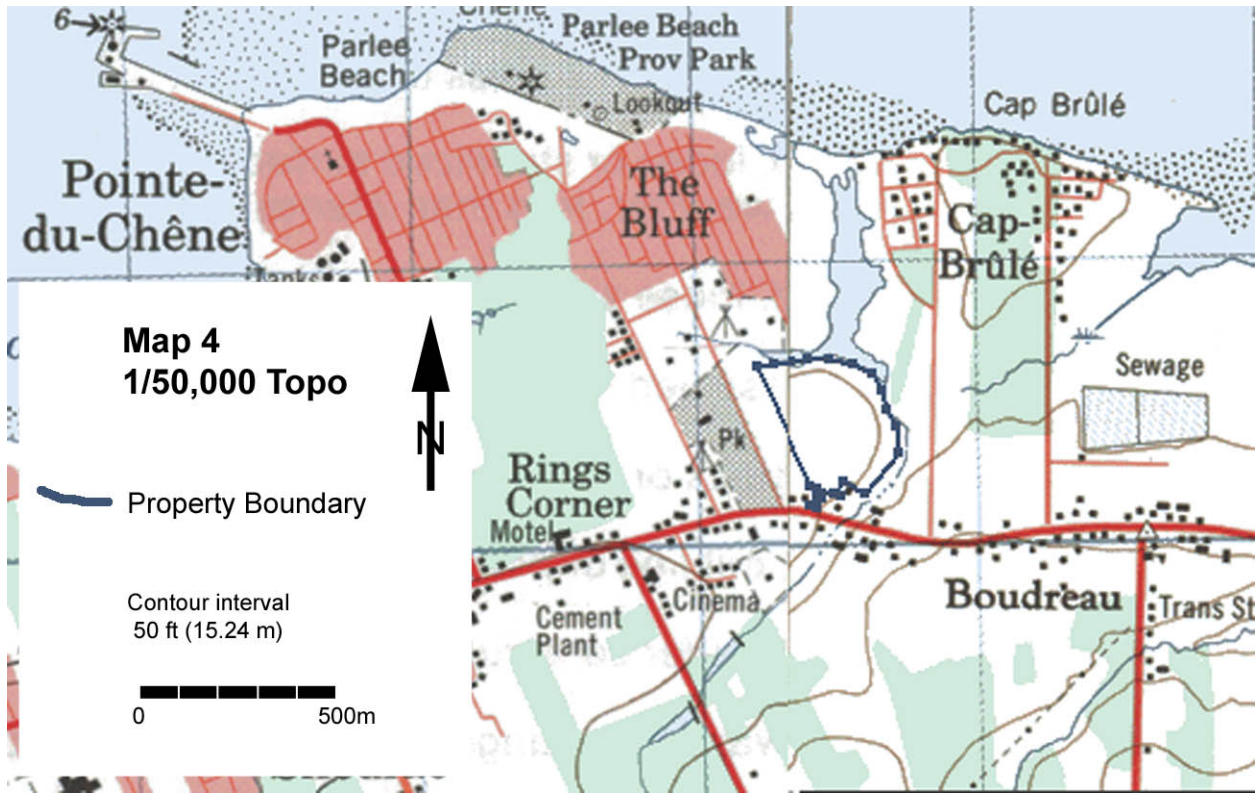 6
Parlee Beach
Prov Park
Parlee
Beach
Lookout
Cap Brûlé
Pointe-
du-Chêne
The
Bluff
Cap-
Brûlé
Tanks
Map 4
1/50,000 Topo
N
Property Boundary
Contour interval
50 ft (15.24 m)
0 500m
Sewage
Pk
Rings
Corner
Motel
Cement
Plant
Cinema
Boudreau
Trans St